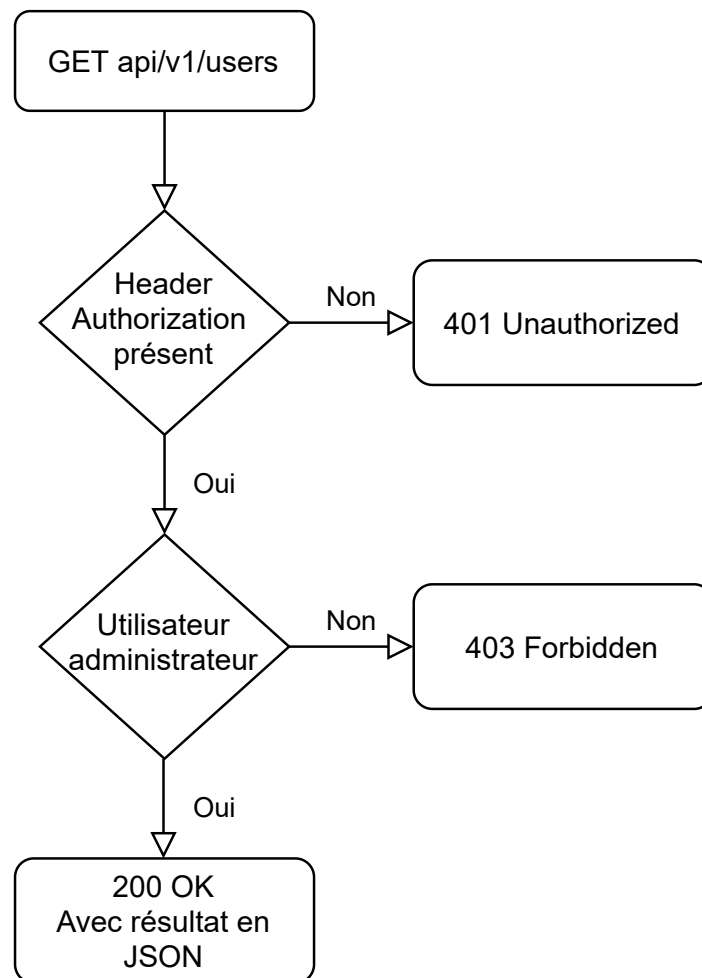 GET api/v1/users
Header
Authorization
présent
Non
401 Unauthorized
Oui
Utilisateur
administrateur
Non
403 Forbidden
Oui
200 OK
Avec résultat en
JSON